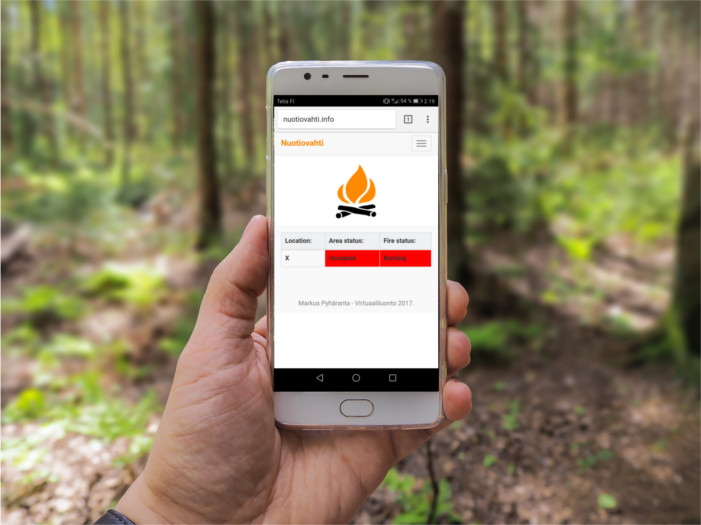 Telia FI 54 % 2:16
nuotiovahti.info 1
Nuotiovahti
Location: Area status: Fire status:
X Occupied Burning
Markus Pyhäranta - Virtuaaliluonto 2017.